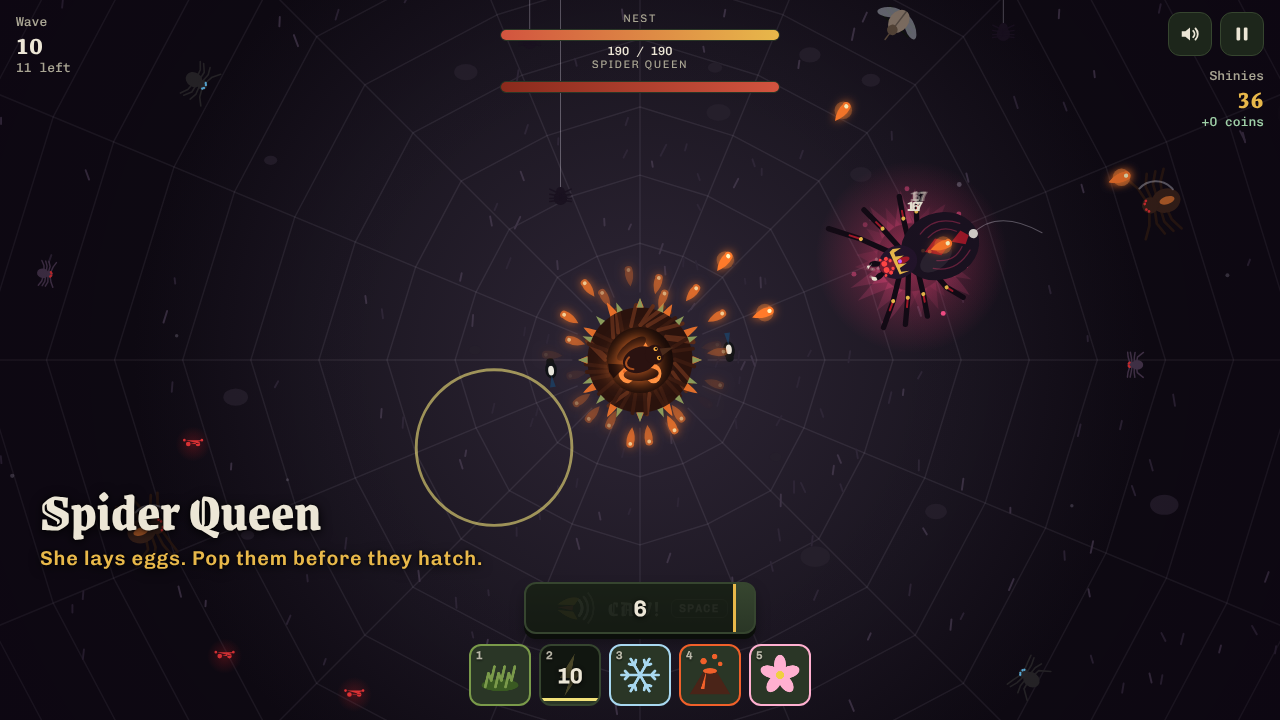 Wave
10
11 left
NEST
190 / 190
SPIDER QUEEN
Shinies
36
+0 coins
17
Spider Queen
She lays eggs. Pop them before they hatch.
6
SPACE
1
2
10
3
4
5